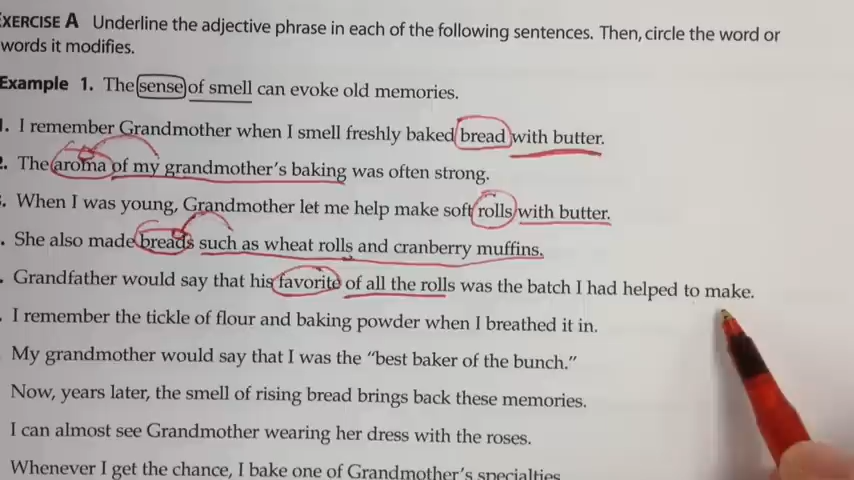 EXERCISE A Underline the adjective phrase in each of the following sentences. Then, circle the word or
words it modifies.
Example 1. The sense of smell can evoke old memories.
1. I remember Grandmother when I smell freshly baked bread with butter.
2. The aroma of my grandmother's baking was often strong.
. When I was young, Grandmother let me help make soft rolls with butter.
. She also made breads such as wheat rolls and cranberry muffins.
. Grandfather would say that his favorite of all the rolls was the batch I had helped to make.
. I remember the tickle of flour and baking powder when I breathed it in.
My grandmother would say that I was the "best baker of the bunch."
Now, years later, the smell of rising bread brings back these memories.
I can almost see Grandmother wearing her dress with the roses.
Whenever I get the chance, I bake one of Grandmother's specialties